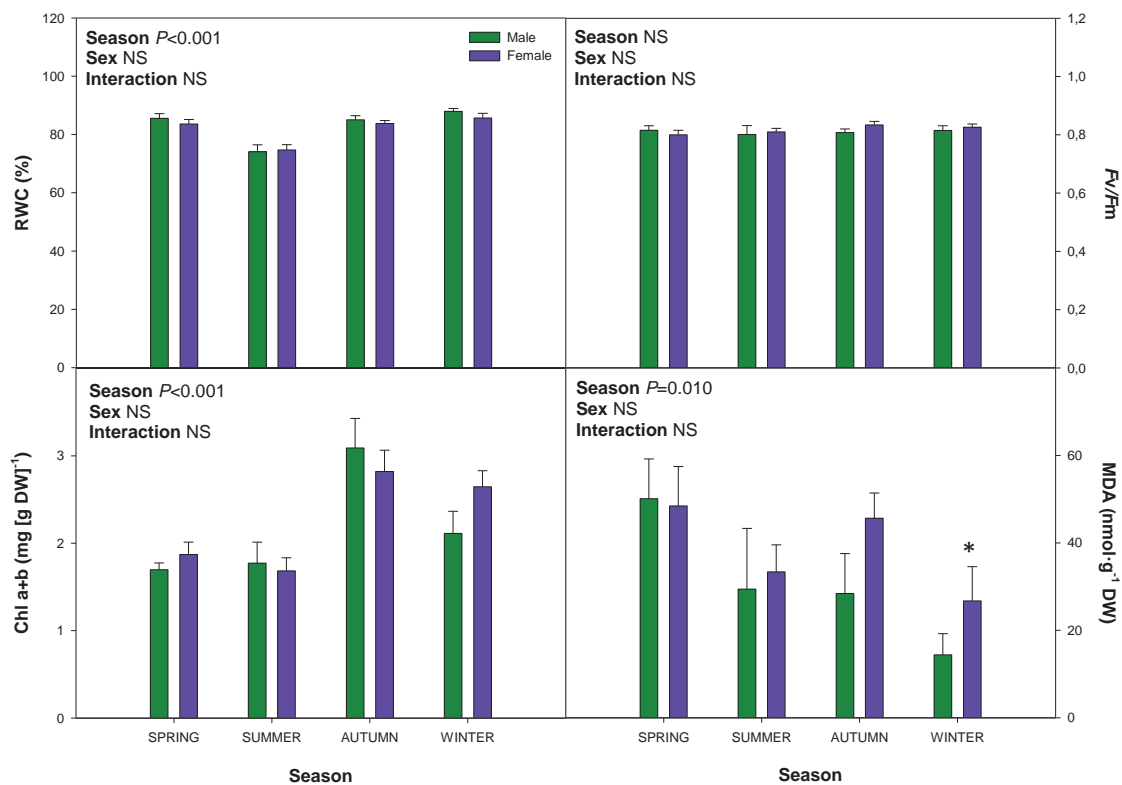 120
100
80
60
40
20
0
RWC (%)
Season P<0.001
Sex NS
Interaction NS
Male
Female
Season NS
Sex NS
Interaction NS
1,2
1,0
0,8
0,6
0,4
0,2
0,0
Fv/Fm
3
2
1
0
Chl a+b (mg [g DW]-1)
Season P<0.001
Sex NS
Interaction NS
SPRING SUMMER AUTUMN WINTER
Season
Season P=0.010
Sex NS
Interaction NS
*
60
40
20
0
MDA (nmol·g-1 DW)
SPRING SUMMER AUTUMN WINTER
Season